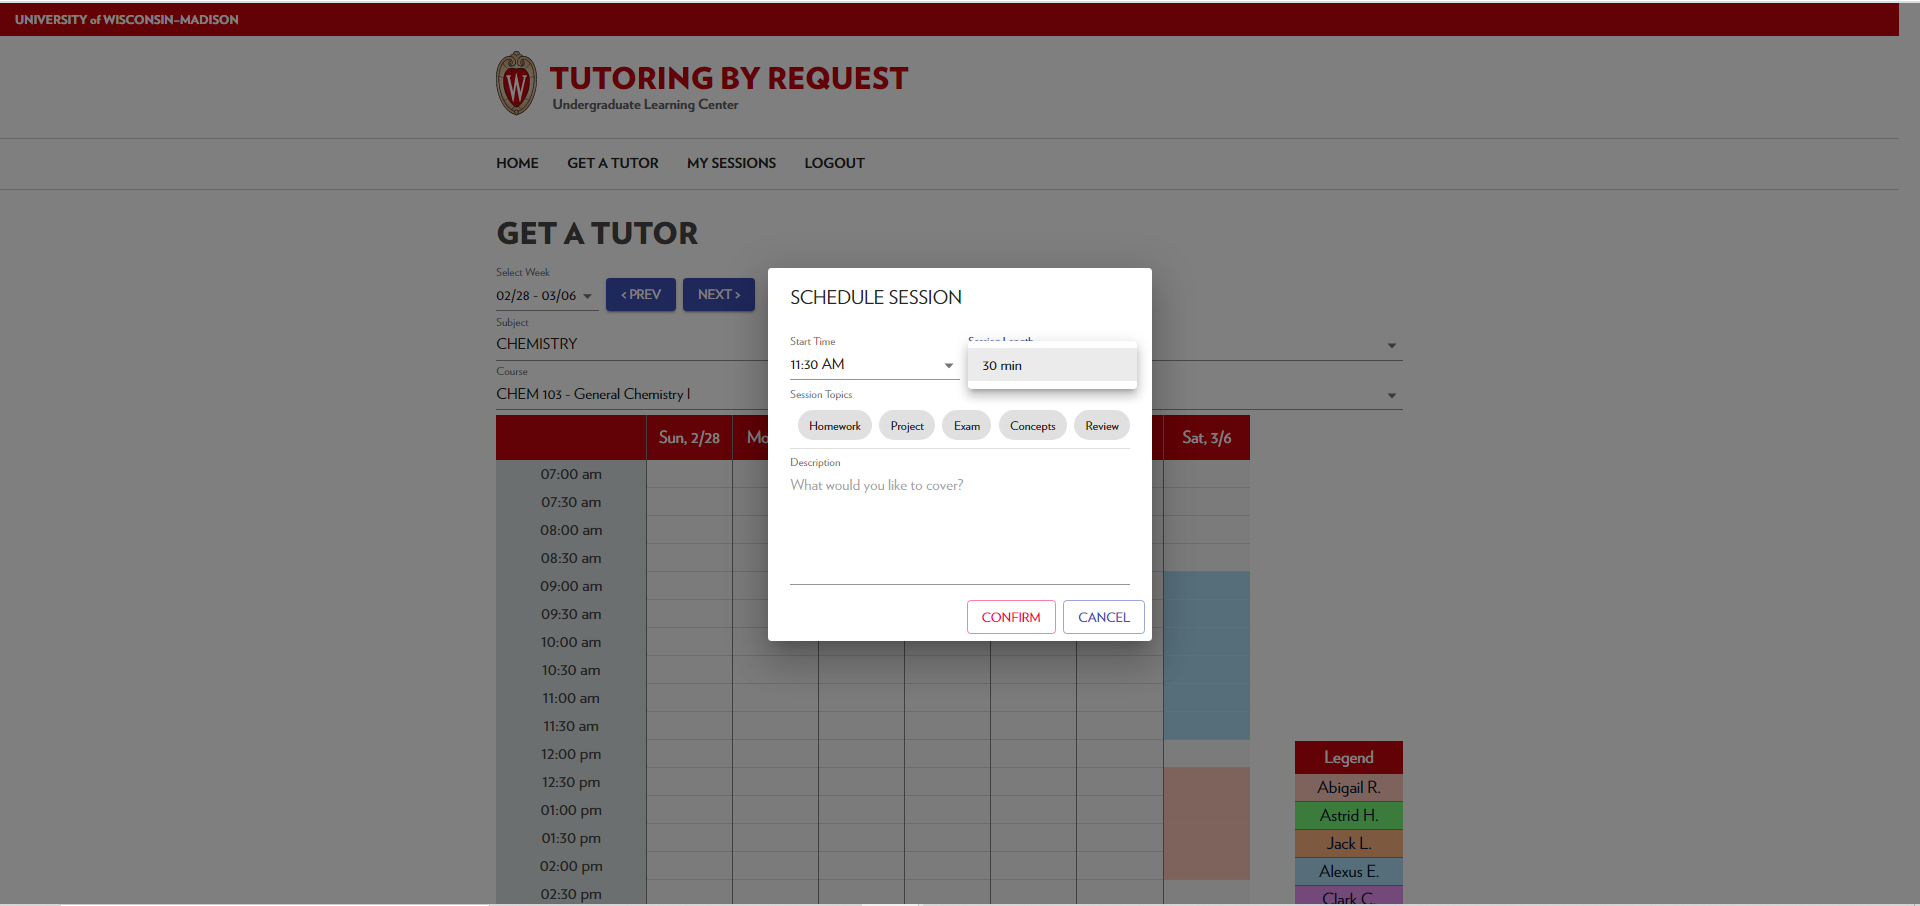 UNIVERSITY of WISCONSIN–MADISON
W
TUTORING BY REQUEST
Undergraduate Learning Center
HOME GET A TUTOR MY SESSIONS LOGOUT
GET A TUTOR
Select Week
02/28 - 03/06 < PREV NEXT >
Subject
CHEMISTRY
Course
CHEM 103 - General Chemistry I
SCHEDULE SESSION
Start Time Session Length
11:30 AM 30 min
Session Topics
Homework Project Exam Concepts Review
Description
What would you like to cover?
CONFIRM CANCEL
Sun, 2/28 Mo Sat, 3/6
07:00 am
07:30 am
08:00 am
08:30 am
09:00 am
09:30 am
10:00 am
10:30 am
11:00 am
11:30 am
12:00 pm
12:30 pm
01:00 pm
01:30 pm
02:00 pm
02:30 pm
Legend
Abigail R.
Astrid H.
Jack L.
Alexus E.
Clark C.